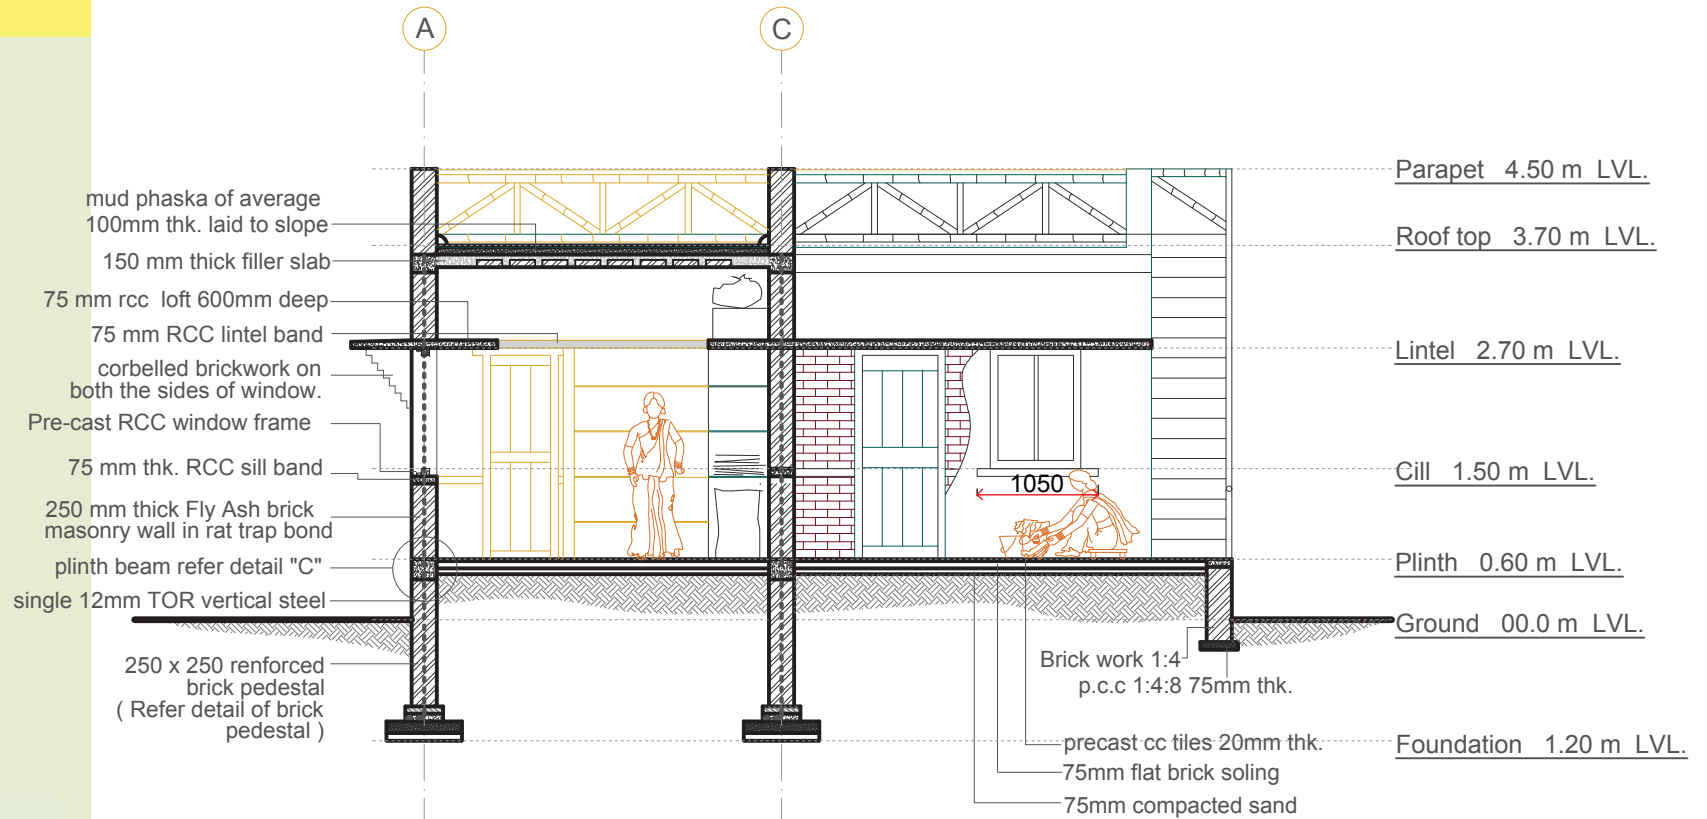 A
C
mud phaska of average
100mm thk. laid to slope
150 mm thick filler slab
75 mm rcc loft 600mm deep
75 mm RCC lintel band
corbelled brickwork on
both the sides of window.
Pre-cast RCC window frame
75 mm thk. RCC sill band
250 mm thick Fly Ash brick
masonry wall in rat trap bond
plinth beam refer detail "C"
single 12mm TOR vertical steel
250 x 250 renforced
brick pedestal
( Refer detail of brick
pedestal )
1050
Brick work 1:4
p.c.c 1:4:8 75mm thk.
precast cc tiles 20mm thk.
75mm flat brick soling
75mm compacted sand
Parapet 4.50 m LVL.
Roof top 3.70 m LVL.
Lintel 2.70 m LVL.
Cill 1.50 m LVL.
Plinth 0.60 m LVL.
Ground 00.0 m LVL.
Foundation 1.20 m LVL.